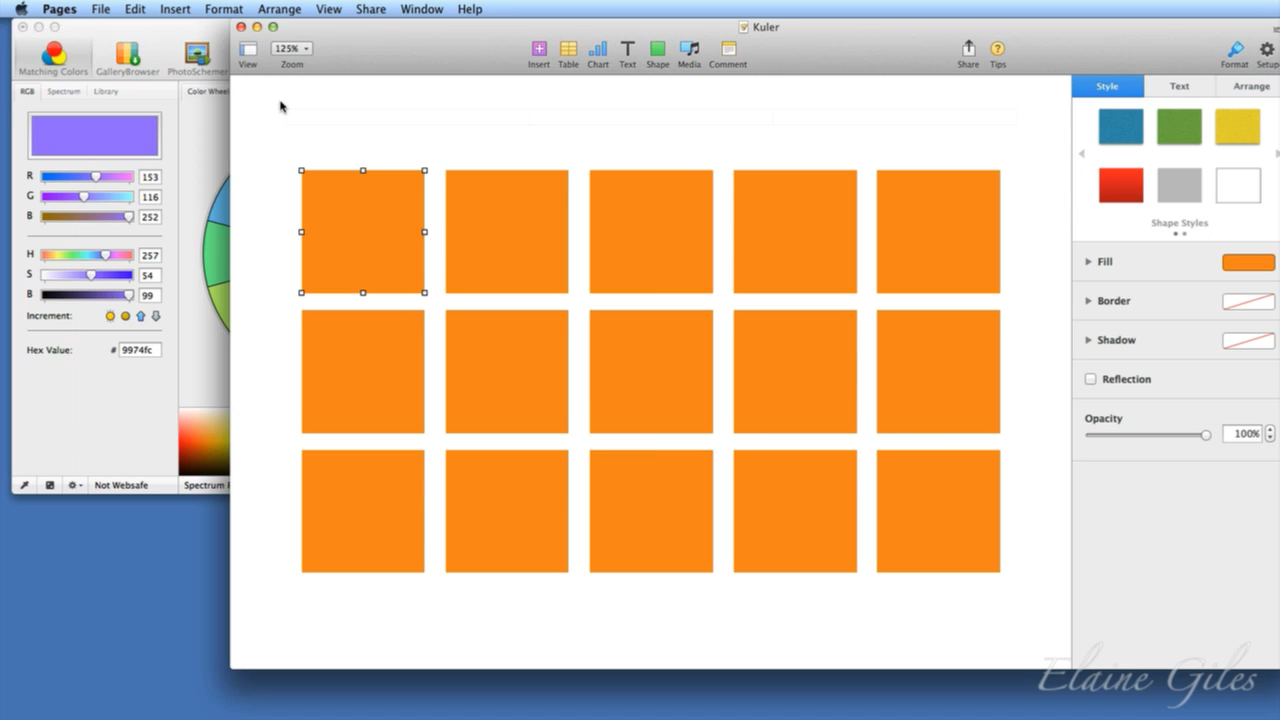 Pages File Edit Insert Format Arrange View Share Window Help
Kuler
Matching Colors GalleryBrowser PhotoSchemer
125%
View Zoom Insert Table Chart Text Shape Media Comment Share Tips Format Setup
RGB Spectrum Library Color Wheel
Style Text Arrange
R 153
G 116
B 252
H 257
S 54
B 99
Increment:
Hex Value: # 9974fc
Shape Styles
Fill
Border
Shadow
Reflection
Opacity
100%
Not Websafe
Spectrum
Elaine Giles